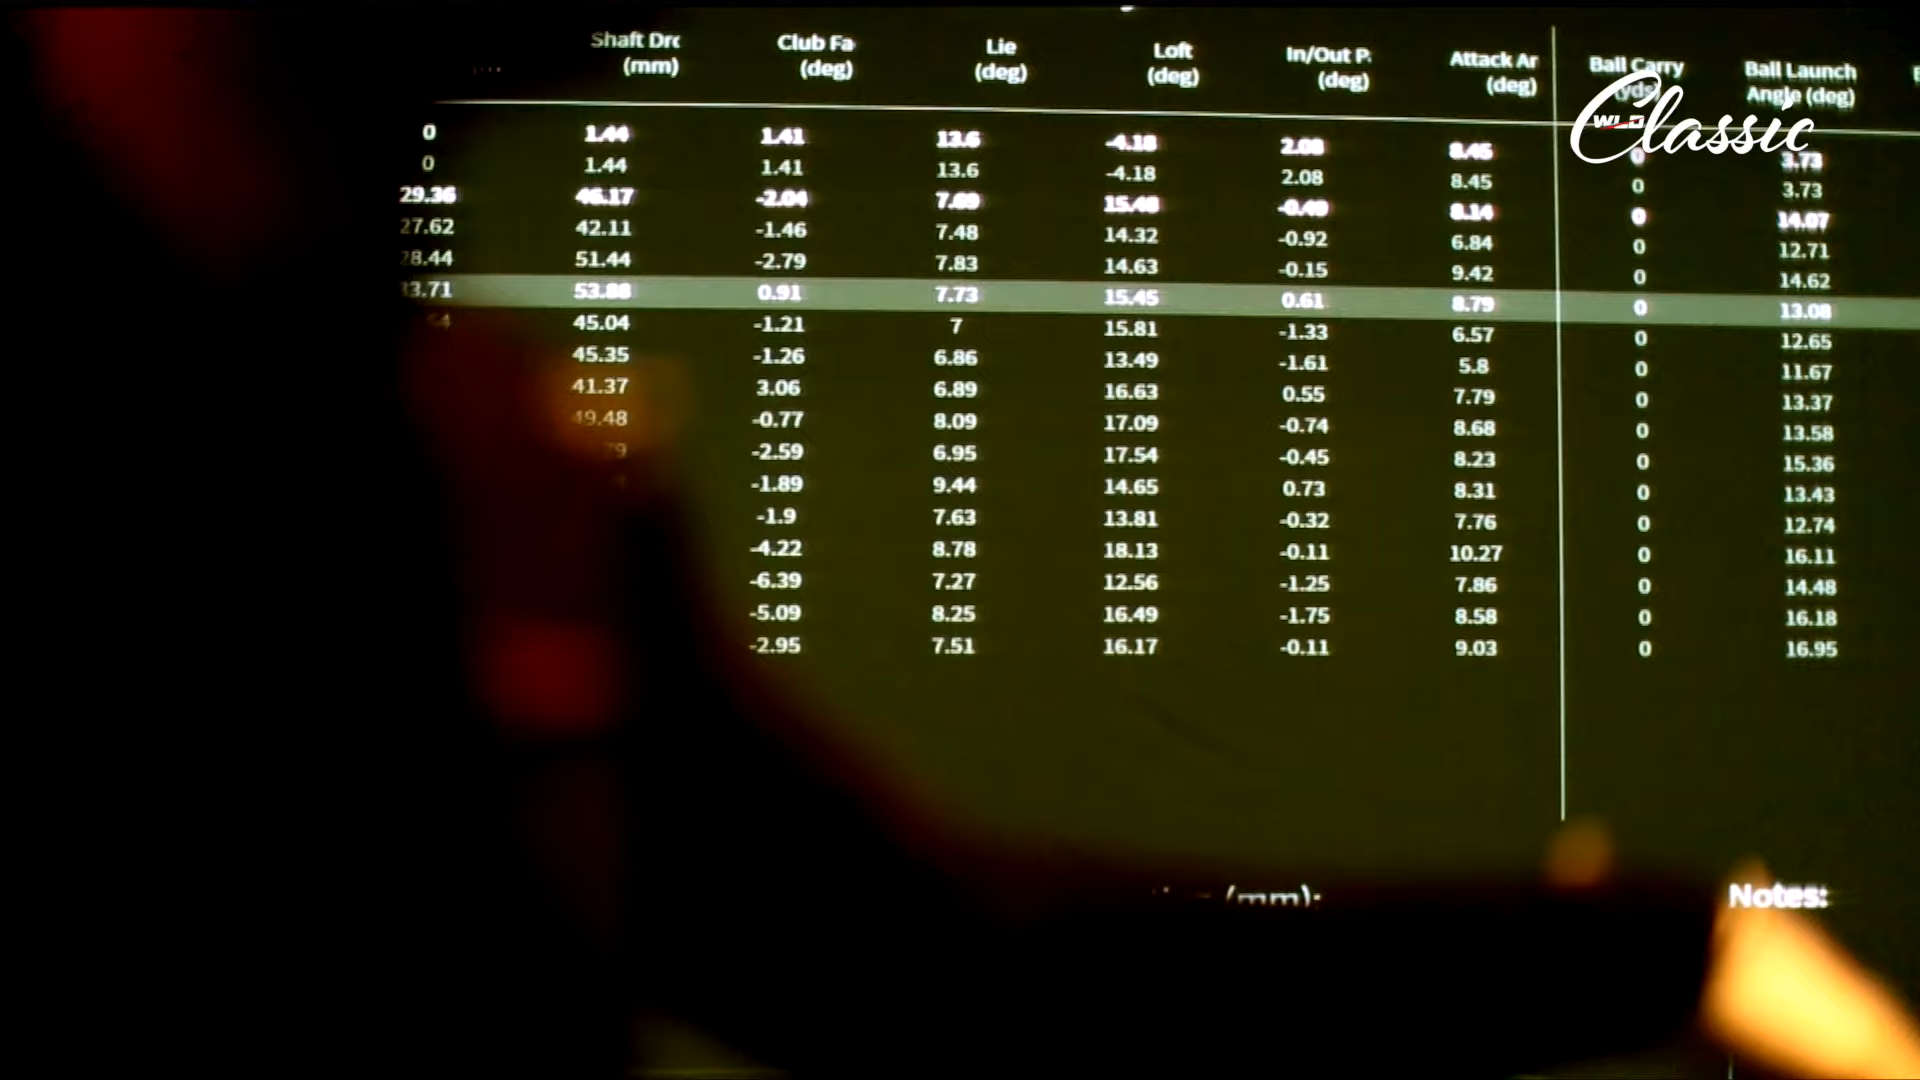 Shaft Dro Club Fa Lie Loft In/Out P. Attack Ar Ball Carry Ball Launch
(mm) (deg) (deg) (deg) (deg) (deg) (yds) Angle (deg)
WLD Classic
0 1.44 1.41 13.6 -4.18 2.08 8.45 0 3.73
0 1.44 1.41 13.6 -4.18 2.08 8.45 0 3.73
29.36 46.17 -2.04 7.69 15.48 -0.49 8.14 0 14.07
27.62 42.11 -1.46 7.48 14.32 -0.92 6.84 0 12.71
28.44 51.44 -2.79 7.83 14.63 -0.15 9.42 0 14.62
33.71 53.88 0.91 7.73 15.45 0.61 8.79 0 13.08
45.04 -1.21 7 15.81 -1.33 6.57 0 12.65
45.35 -1.26 6.86 13.49 -1.61 5.8 0 11.67
41.37 3.06 6.89 16.63 0.55 7.79 0 13.37
49.48 -0.77 8.09 17.09 -0.74 8.68 0 13.58
79 -2.59 6.95 17.54 -0.45 8.23 0 15.36
-1.89 9.44 14.65 0.73 8.31 0 13.43
-1.9 7.63 13.81 -0.32 7.76 0 12.74
-4.22 8.78 18.13 -0.11 10.27 0 16.11
-6.39 7.27 12.56 -1.25 7.86 0 14.48
-5.09 8.25 16.49 -1.75 8.58 0 16.18
-2.95 7.51 16.17 -0.11 9.03 0 16.95
(mm):
Notes: